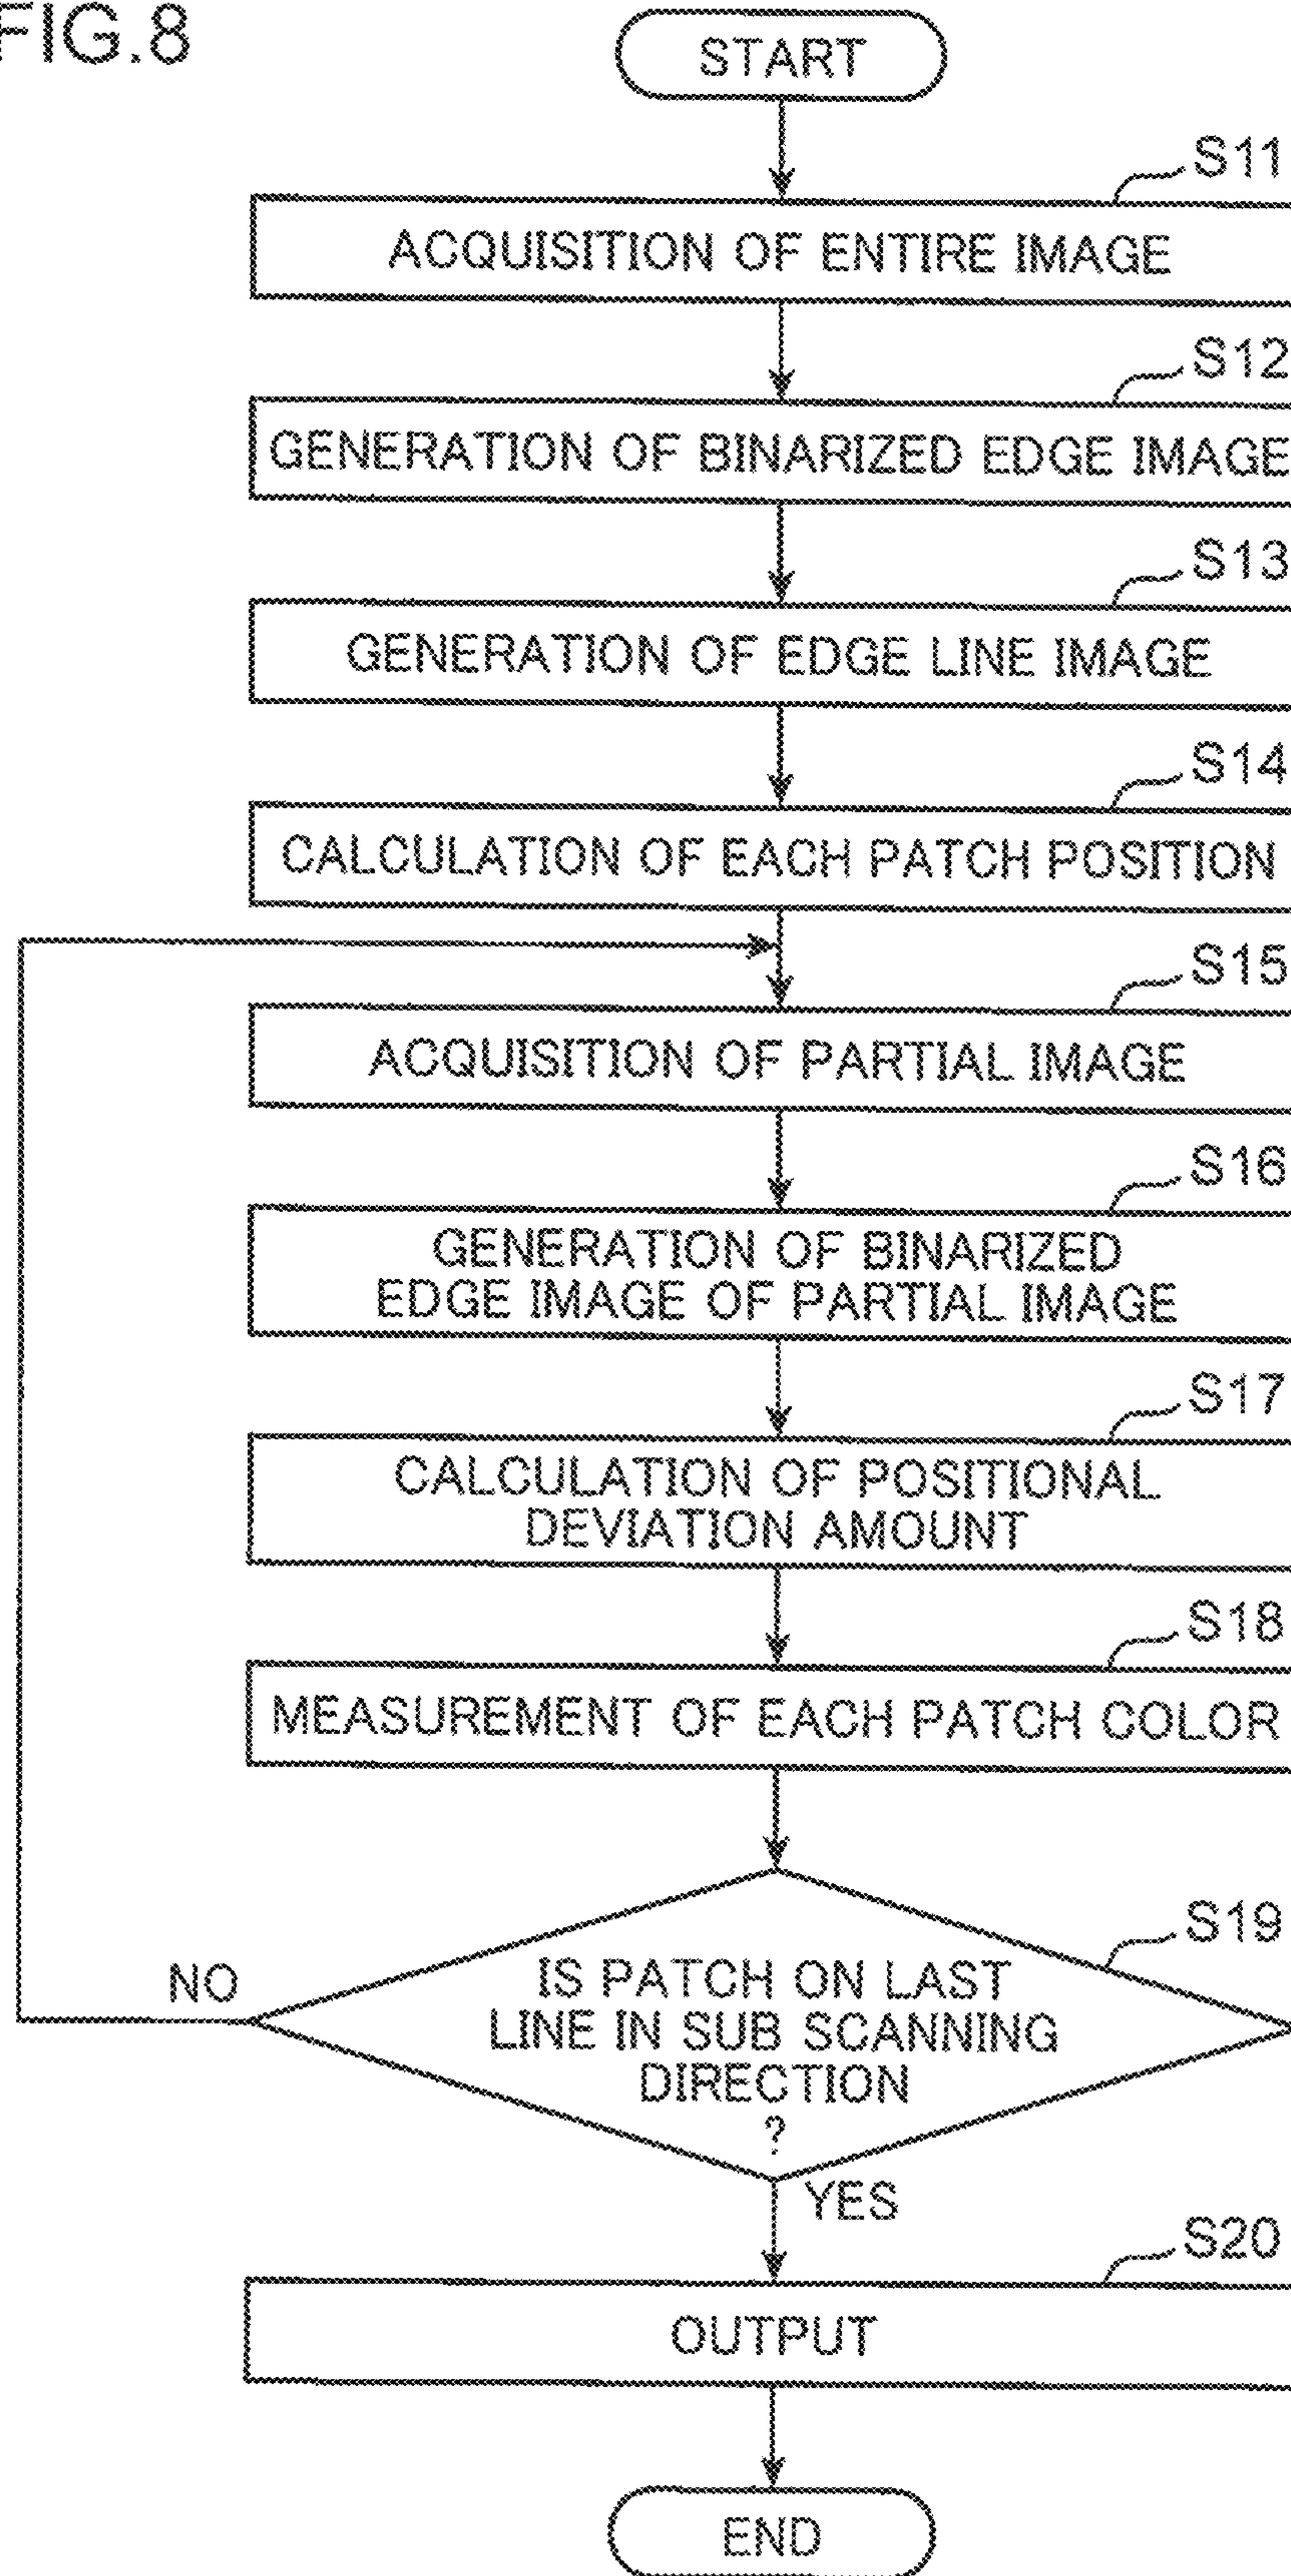 FIG.8
START
S11
ACQUISITION OF ENTIRE IMAGE
S12
GENERATION OF BINARIZED EDGE IMAGE
S13
GENERATION OF EDGE LINE IMAGE
S14
CALCULATION OF EACH PATCH POSITION
S15
ACQUISITION OF PARTIAL IMAGE
S16
GENERATION OF BINARIZED
EDGE IMAGE OF PARTIAL IMAGE
S17
CALCULATION OF POSITIONAL
DEVIATION AMOUNT
S18
MEASUREMENT OF EACH PATCH COLOR
S19
NO
IS PATCH ON LAST
LINE IN SUB SCANNING
DIRECTION
?
YES
S20
OUTPUT
END